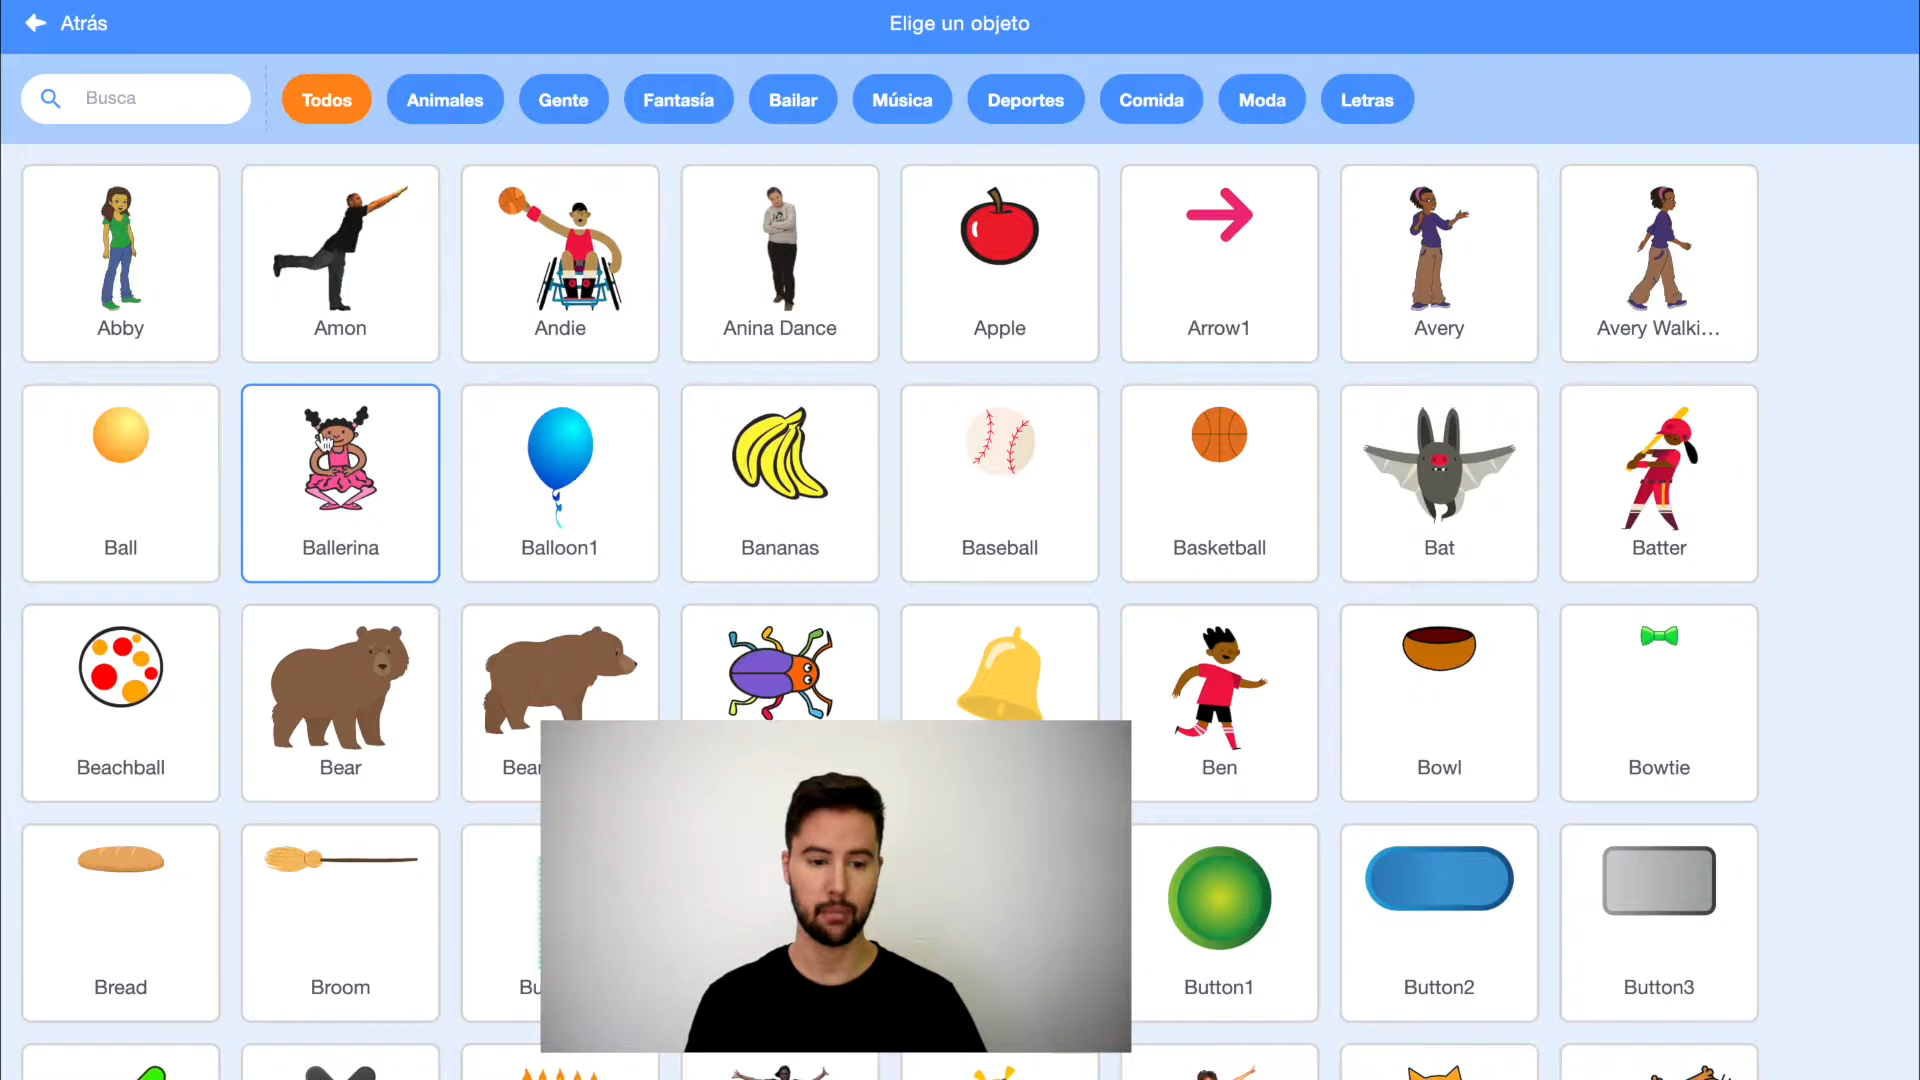 Atrás
Elige un objeto
Busca
Todos
Animales
Gente
Fantasía
Bailar
Música
Deportes
Comida
Moda
Letras
Abby
Amon
Andie
Anina Dance
Apple
Arrow1
Avery
Avery Walki...
Ball
Ballerina
Balloon1
Bananas
Baseball
Basketball
Bat
Batter
Beachball
Bear
Bear
Ben
Bowl
Bowtie
Bread
Broom
Bu
Button1
Button2
Button3